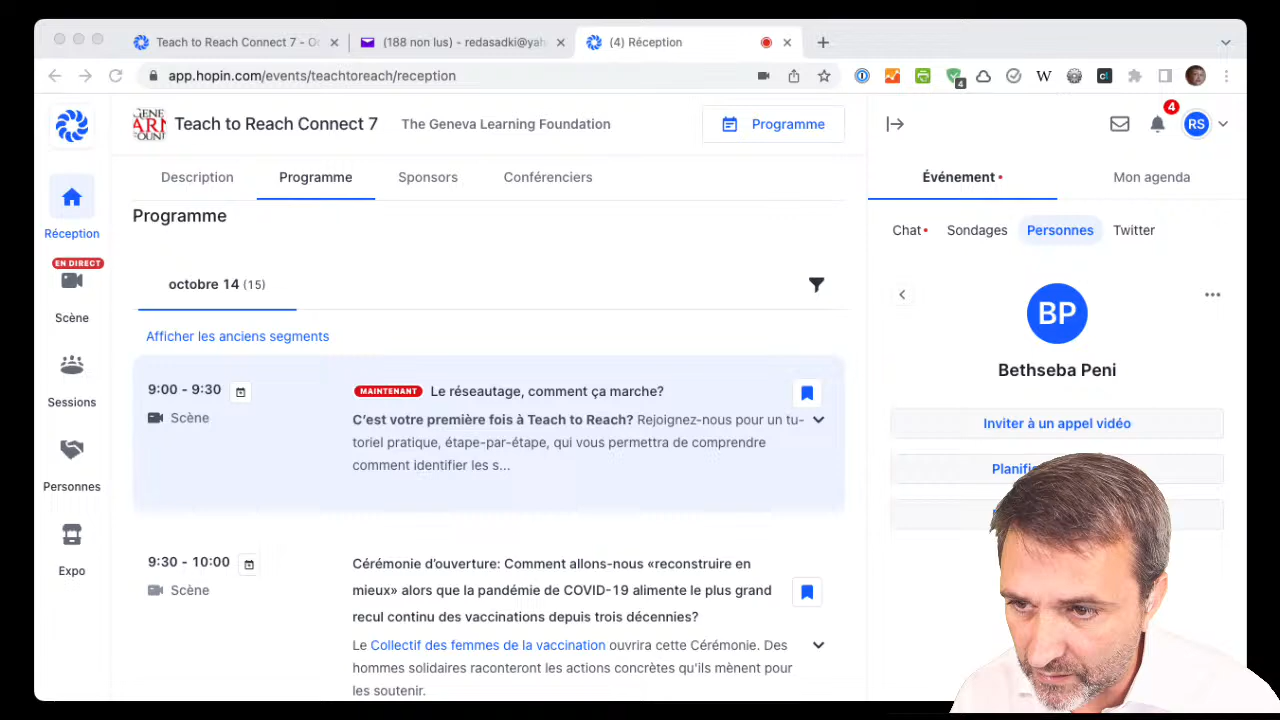 Teach to Reach Connect 7 - Oc
(188 non lus) - redasadki@yah
(4) Réception
app.hopin.com/events/teachtoreach/reception
4
W
GENE
ARN
OUN
Teach to Reach Connect 7
The Geneva Learning Foundation
Programme
4
RS
Description
Programme
Sponsors
Conférenciers
Événement
Mon agenda
Réception
EN DIRECT
Scène
Sessions
Personnes
Expo
Programme
octobre 14 (15)
Afficher les anciens segments
9:00 - 9:30
Scène
MAINTENANT Le réseautage, comment ça marche?
C'est votre première fois à Teach to Reach? Rejoignez-nous pour un tu-
toriel pratique, étape-par-étape, qui vous permettra de comprendre
comment identifier les s...
9:30 - 10:00
Scène
Cérémonie d'ouverture: Comment allons-nous «reconstruire en
mieux» alors que la pandémie de COVID-19 alimente le plus grand
recul continu des vaccinations depuis trois décennies?
Le Collectif des femmes de la vaccination ouvrira cette Cérémonie. Des
hommes solidaires raconteront les actions concrètes qu'ils mènent pour
les soutenir.
Chat
Sondages
Personnes
Twitter
BP
Bethseba Peni
Inviter à un appel vidéo